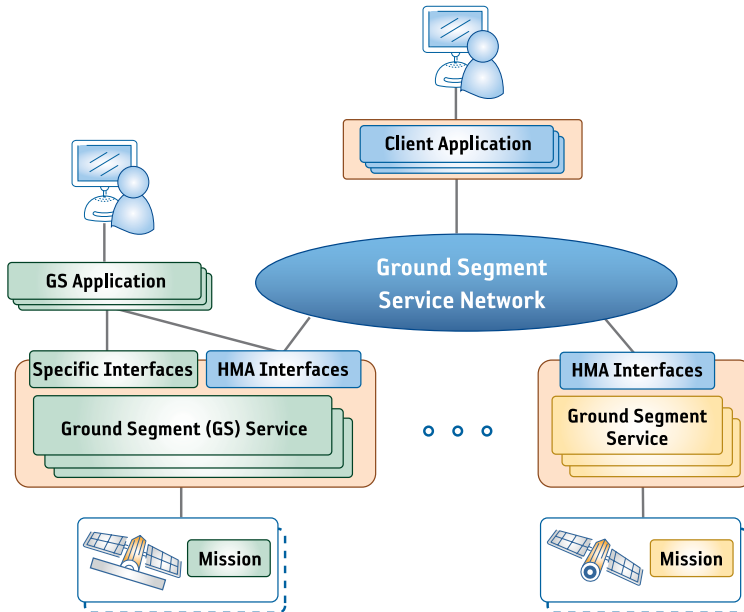 Client Application
Ground Segment
Service Network
GS Application
Specific Interfaces
HMA Interfaces
Ground Segment (GS) Service
Mission
HMA Interfaces
Ground Segment
Service
Mission